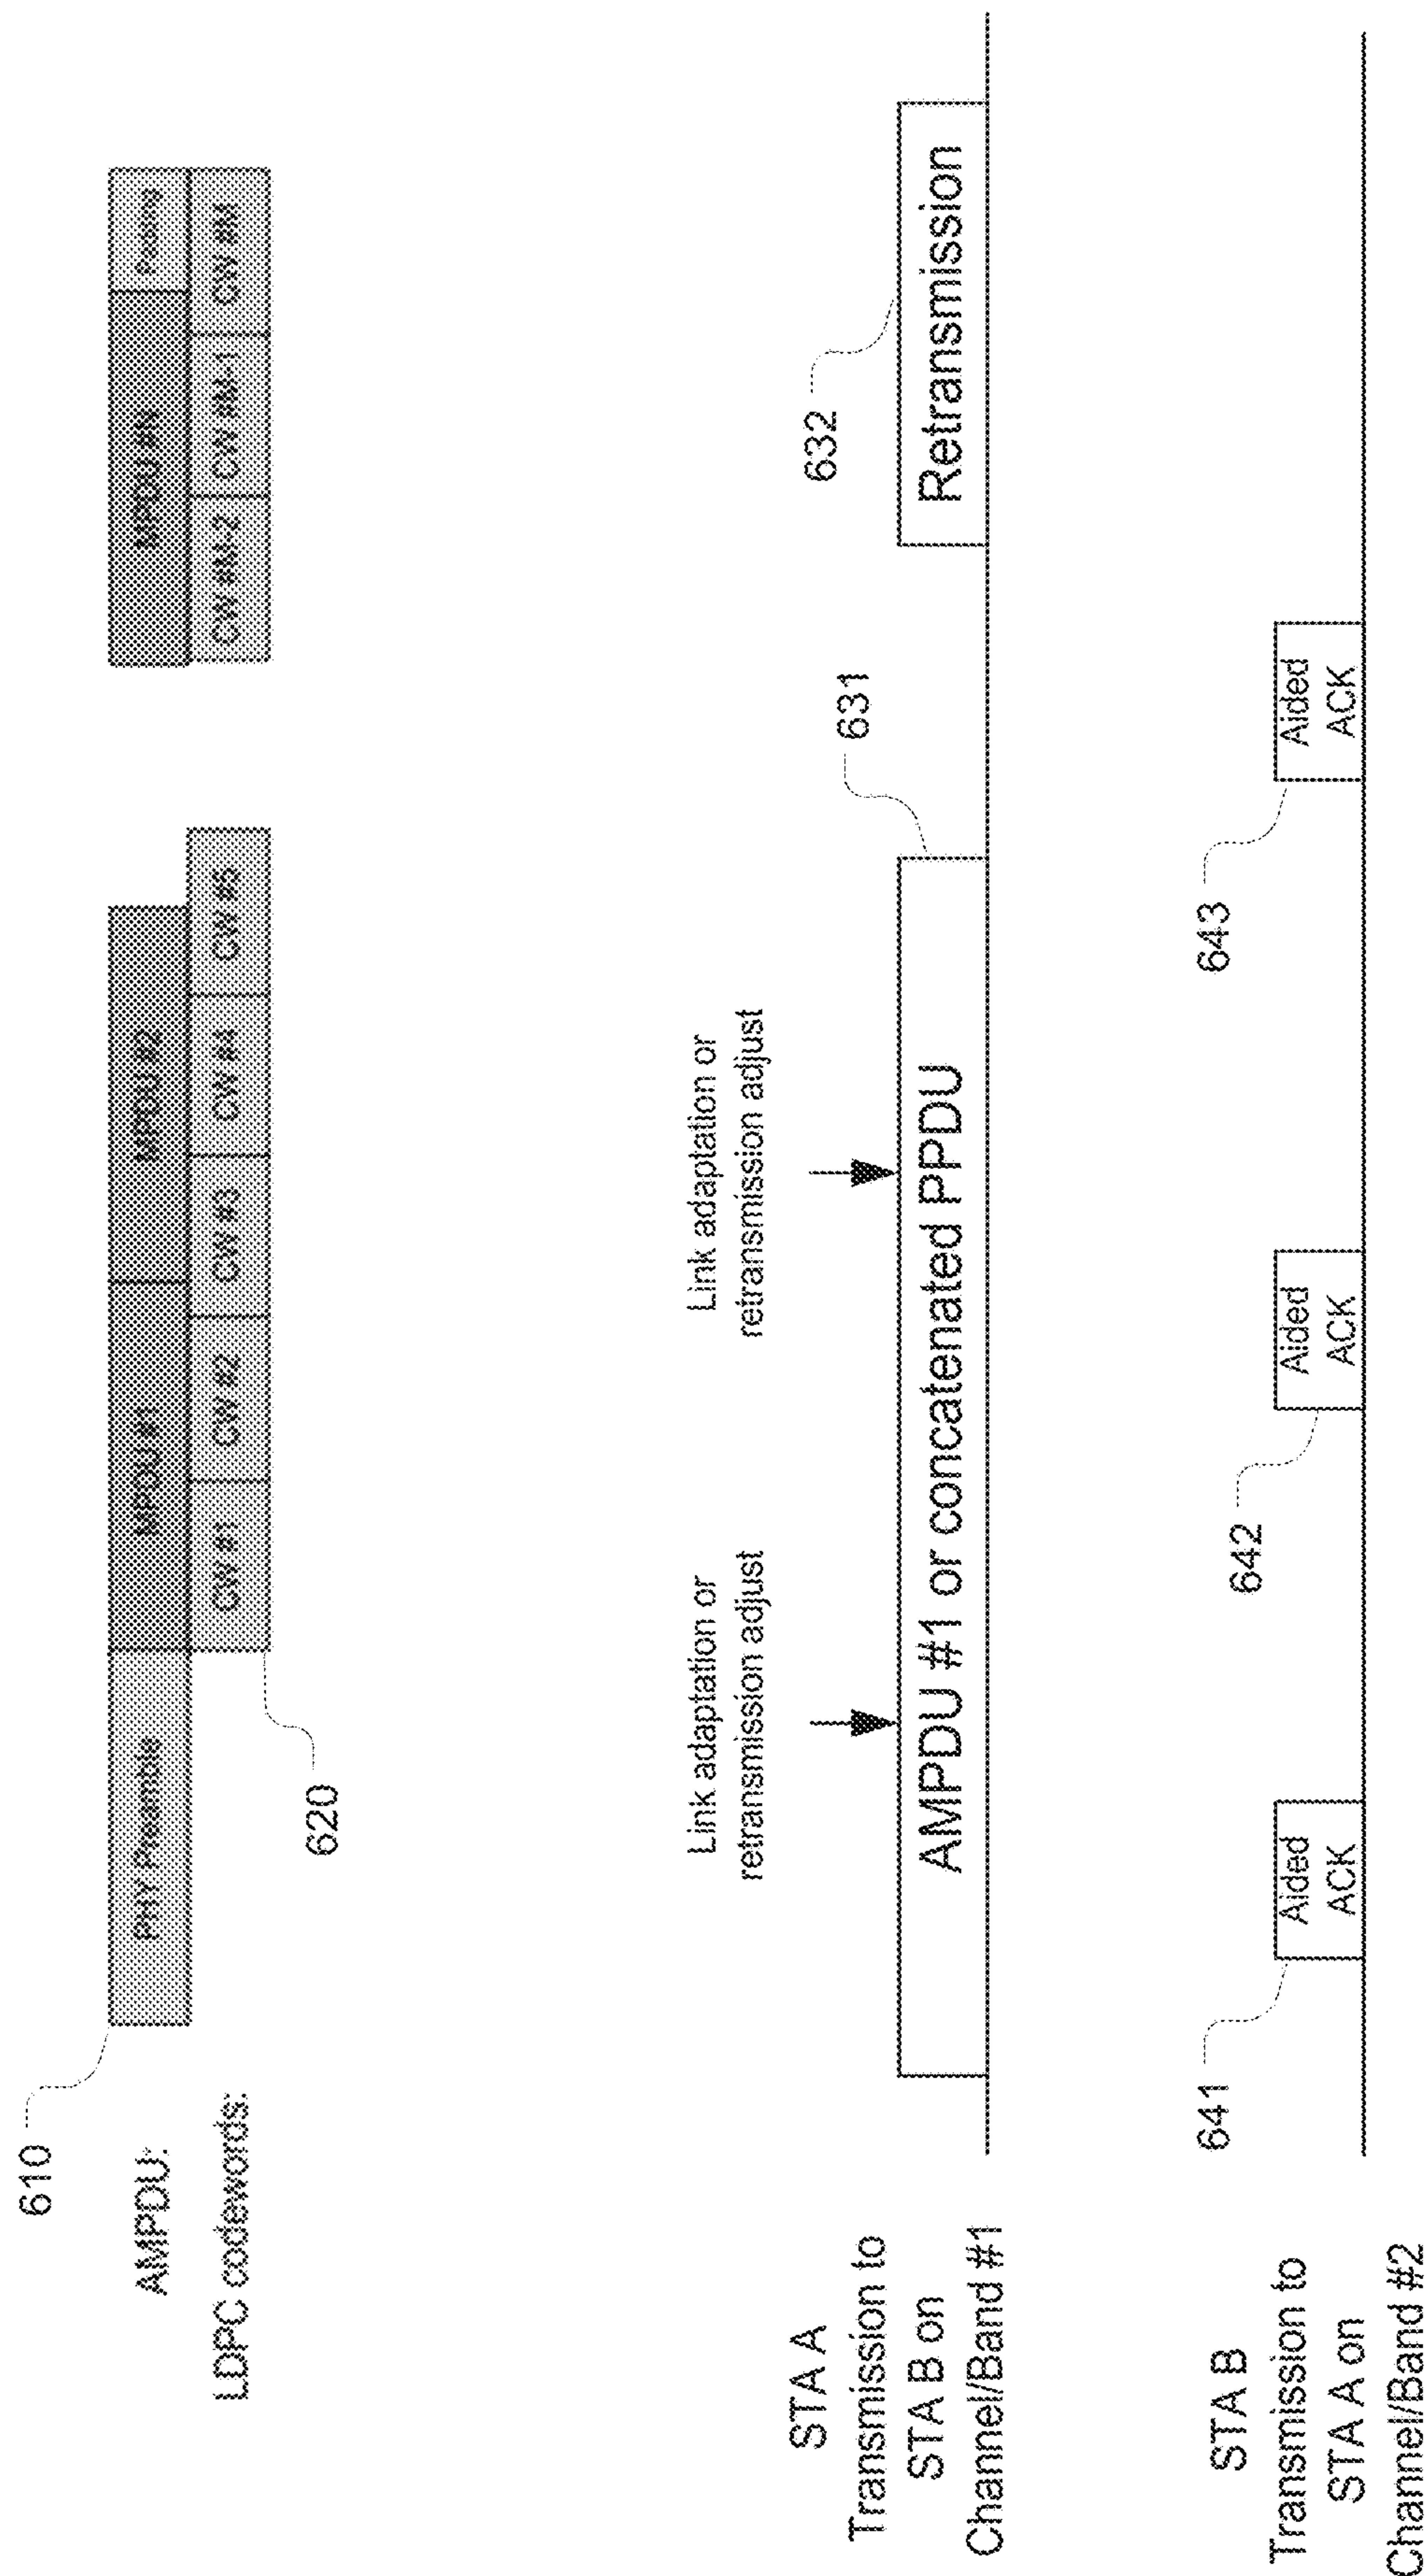 610
AMPDU:
PHY Preamble
MPDU #1
MPDU #2
MPDU #N
LDPC codewords:
CW #1
CW #2
CW #3
CW #4
CW #5
CW #M-2
CW #M-1
CW #M
620
Link adaptation or
retransmission adjust
Link adaptation or
retransmission adjust
631
632
STA A
Transmission to
STA B on
Channel/Band #1
AMPDU #1 or concatenated PPDU
Retransmission
641
642
643
STA B
Transmission to
STA A on
Channel/Band #2
Aided
ACK
Aided
ACK
Aided
ACK